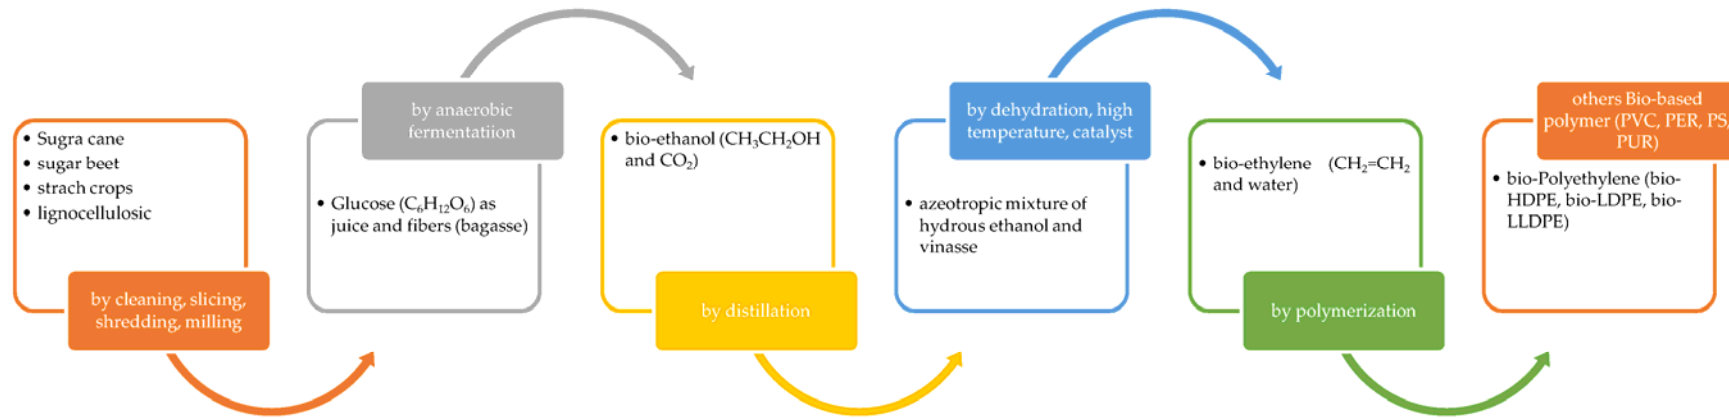 • Sugra cane
• sugar beet
• strach crops
• lignocellulosic
by cleaning, slicing,
shredding, milling
by anaerobic
fermentatiion
• Glucose (C₆H₁₂O₆) as
juice and fibers (bagasse)
• bio-ethanol (CH₃CH₂OH
and CO₂)
by distillation
by dehydration, high
temperature, catalyst
• azeotropic mixture of
hydrous ethanol and
vinasse
• bio-ethylene (CH₂=CH₂
and water)
by polymerization
others Bio-based
polymer (PVC, PER, PS,
PUR)
• bio-Polyethylene (bio-
HDPE, bio-LDPE, bio-
LLDPE)